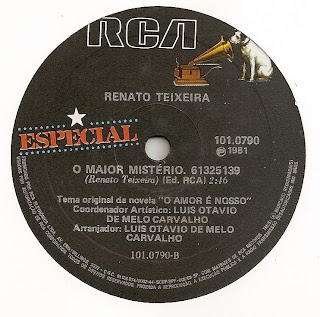 RCA
RENATO TEIXEIRA
ESPECIAL
101.0790
℗1981
O MAIOR MISTÉRIO. 61325139
(Renato Teixeira) (Ed. RCA) 2:46
Tema original da novela "O AMOR É NOSSO"
Coordenador Artístico: LUIS OTAVIO
DE MELO CARVALHO
Arranjador: LUIS OTAVIO DE MELO
CARVALHO
101.0790-B